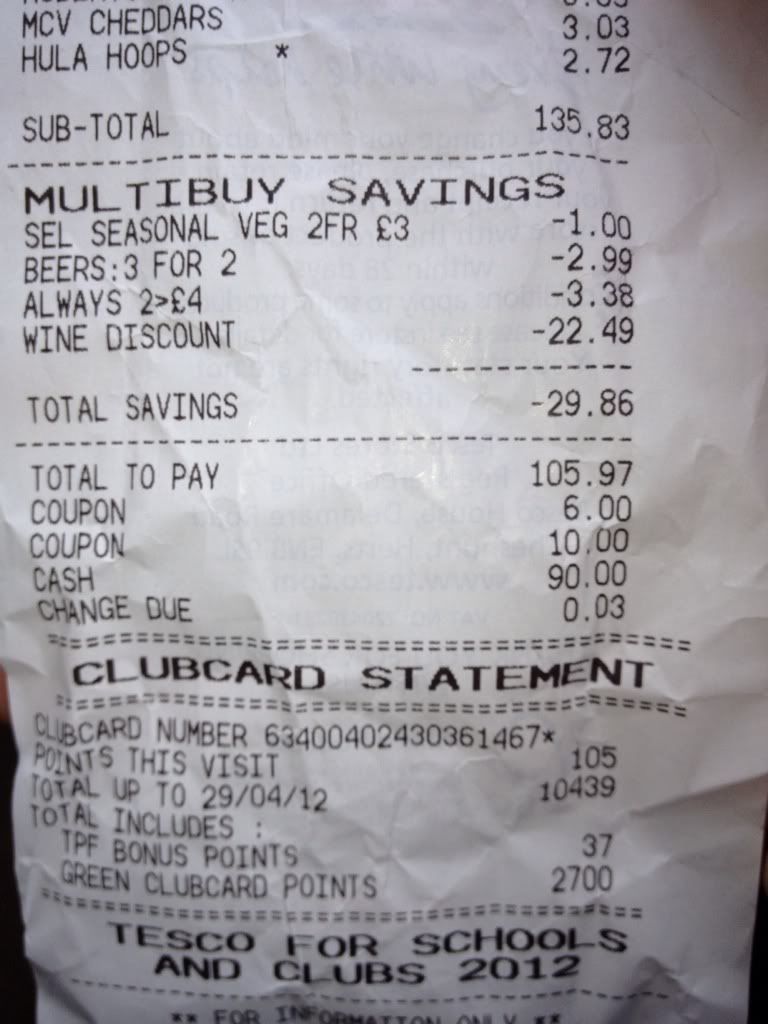 MCV CHEDDARS 3.03
HULA HOOPS * 2.72
SUB-TOTAL 135.83
MULTIBUY SAVINGS
SEL SEASONAL VEG 2FR £3 -1.00
BEERS:3 FOR 2 -2.99
ALWAYS 2>£4 -3.38
WINE DISCOUNT -22.49
TOTAL SAVINGS -29.86
TOTAL TO PAY 105.97
COUPON 6.00
COUPON 10.00
CASH 90.00
CHANGE DUE 0.03
CLUBCARD STATEMENT
CLUBCARD NUMBER 63400402430361467*
POINTS THIS VISIT 105
TOTAL UP TO 29/04/12 10439
TOTAL INCLUDES :
TPF BONUS POINTS 37
GREEN CLUBCARD POINTS 2700
TESCO FOR SCHOOLS
AND CLUBS 2012
** FOR INFORMATION ONLY **